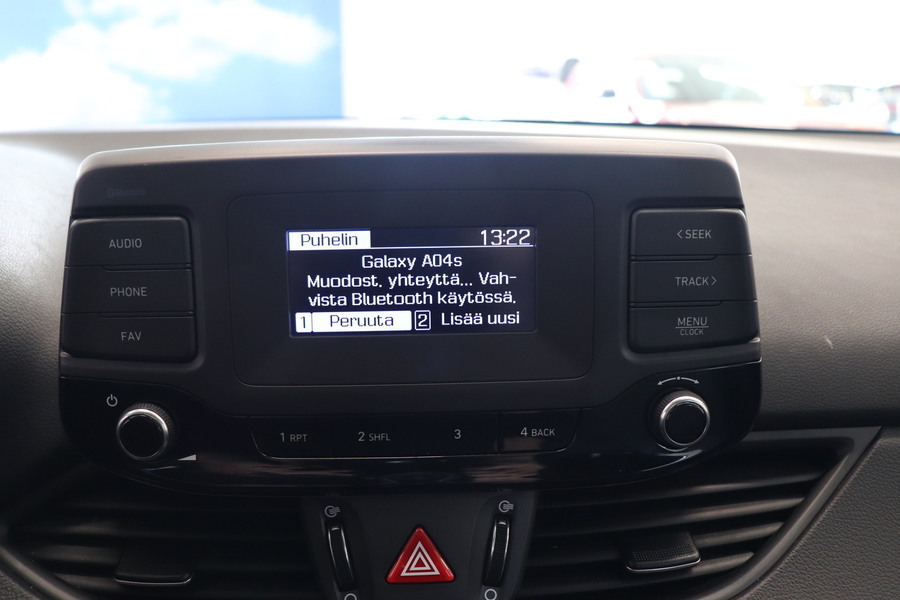 Bluetooth
AUDIO
PHONE
FAV
Puhelin 13:22
Galaxy A04s
Muodost. yhteyttä... Vah-
vista Bluetooth käytössä.
1 Peruuta 2 Lisää uusi
< SEEK
TRACK >
MENU
CLOCK
1 RPT 2 SHFL 3 4 BACK